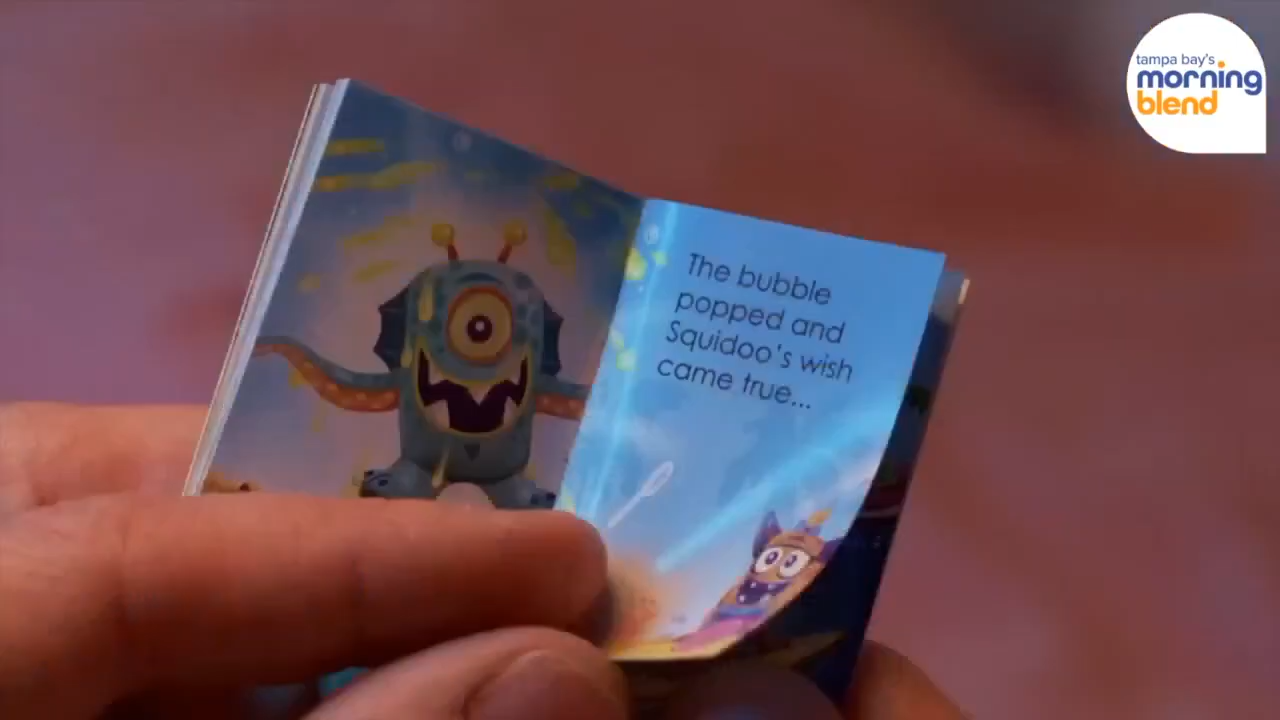 tampa bay's
morning
blend
The bubble
popped and
Squidoo's wish
came true...